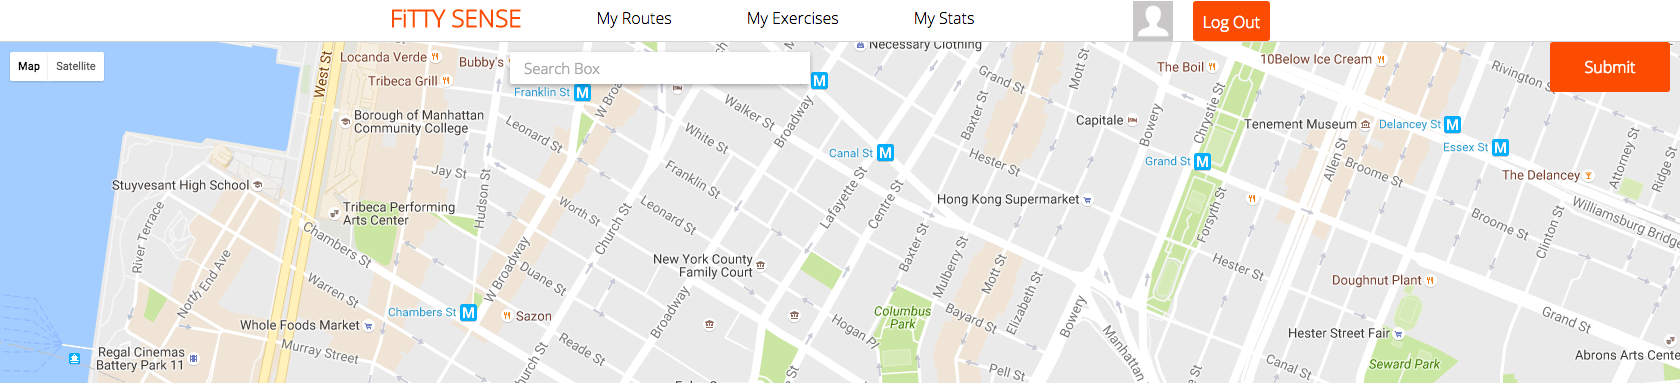 FiTTY SENSE
My Routes
My Exercises
My Stats
Log Out
Map
Satellite
Search Box
Submit
West St
Locanda Verde
Tribeca Grill
Bubby's
Necessary Clothing
Grand St
Mott St
The Boil
10Below Ice Cream
Rivington St
Franklin St
W Broadway
Walker St
Broadway
Baxter St
Bowery
Chrystie St
Borough of Manhattan
Community College
Leonard St
White St
Capitale
Tenement Museum
Delancey St
Essex St
Attorney St
Ridge St
Canal St
Hester St
Grand St
Allen St
Broome St
Jay St
Hudson St
Franklin St
The Delancey
Stuyvesant High School
Tribeca Performing
Arts Center
Worth St
Leonard St
Church St
Lafayette St
Centre St
Hong Kong Supermarket
Forsyth St
Broome St
Clinton St
Williamsburg Bridge
River Terrace
North End Ave
Chambers St
W Broadway
Duane St
New York County
Family Court
Baxter St
Mulberry St
Mott St
Hester St
Doughnut Plant
Warren St
Broadway
Elizabeth St
Bowery
Chambers St
Sazon
Columbus
Park
Bayard St
Hogan Pl
Grand St
Whole Foods Market
Murray Street
Reade St
Church St
Manhattan
Hester Street Fair
Regal Cinemas
Battery Park 11
Pell St
Seward Park
Abrons Arts Center